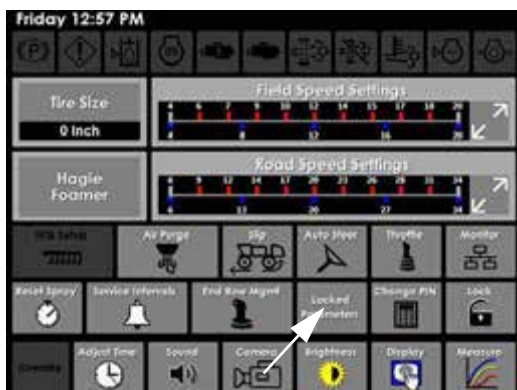 Friday 12:57 PM
Tire Size
0 Inch
Field Speed Settings
Hagie
Foamer
Road Speed Settings
Air Purge
Slip
Auto Steer
Throttle
Monitor
Reset Spray
Service Intervals
End Row Mgmt
Locked
Parameters
Change PIN
Lock
Adjust Time
Sound
Camera
Brightness
Display
Measure